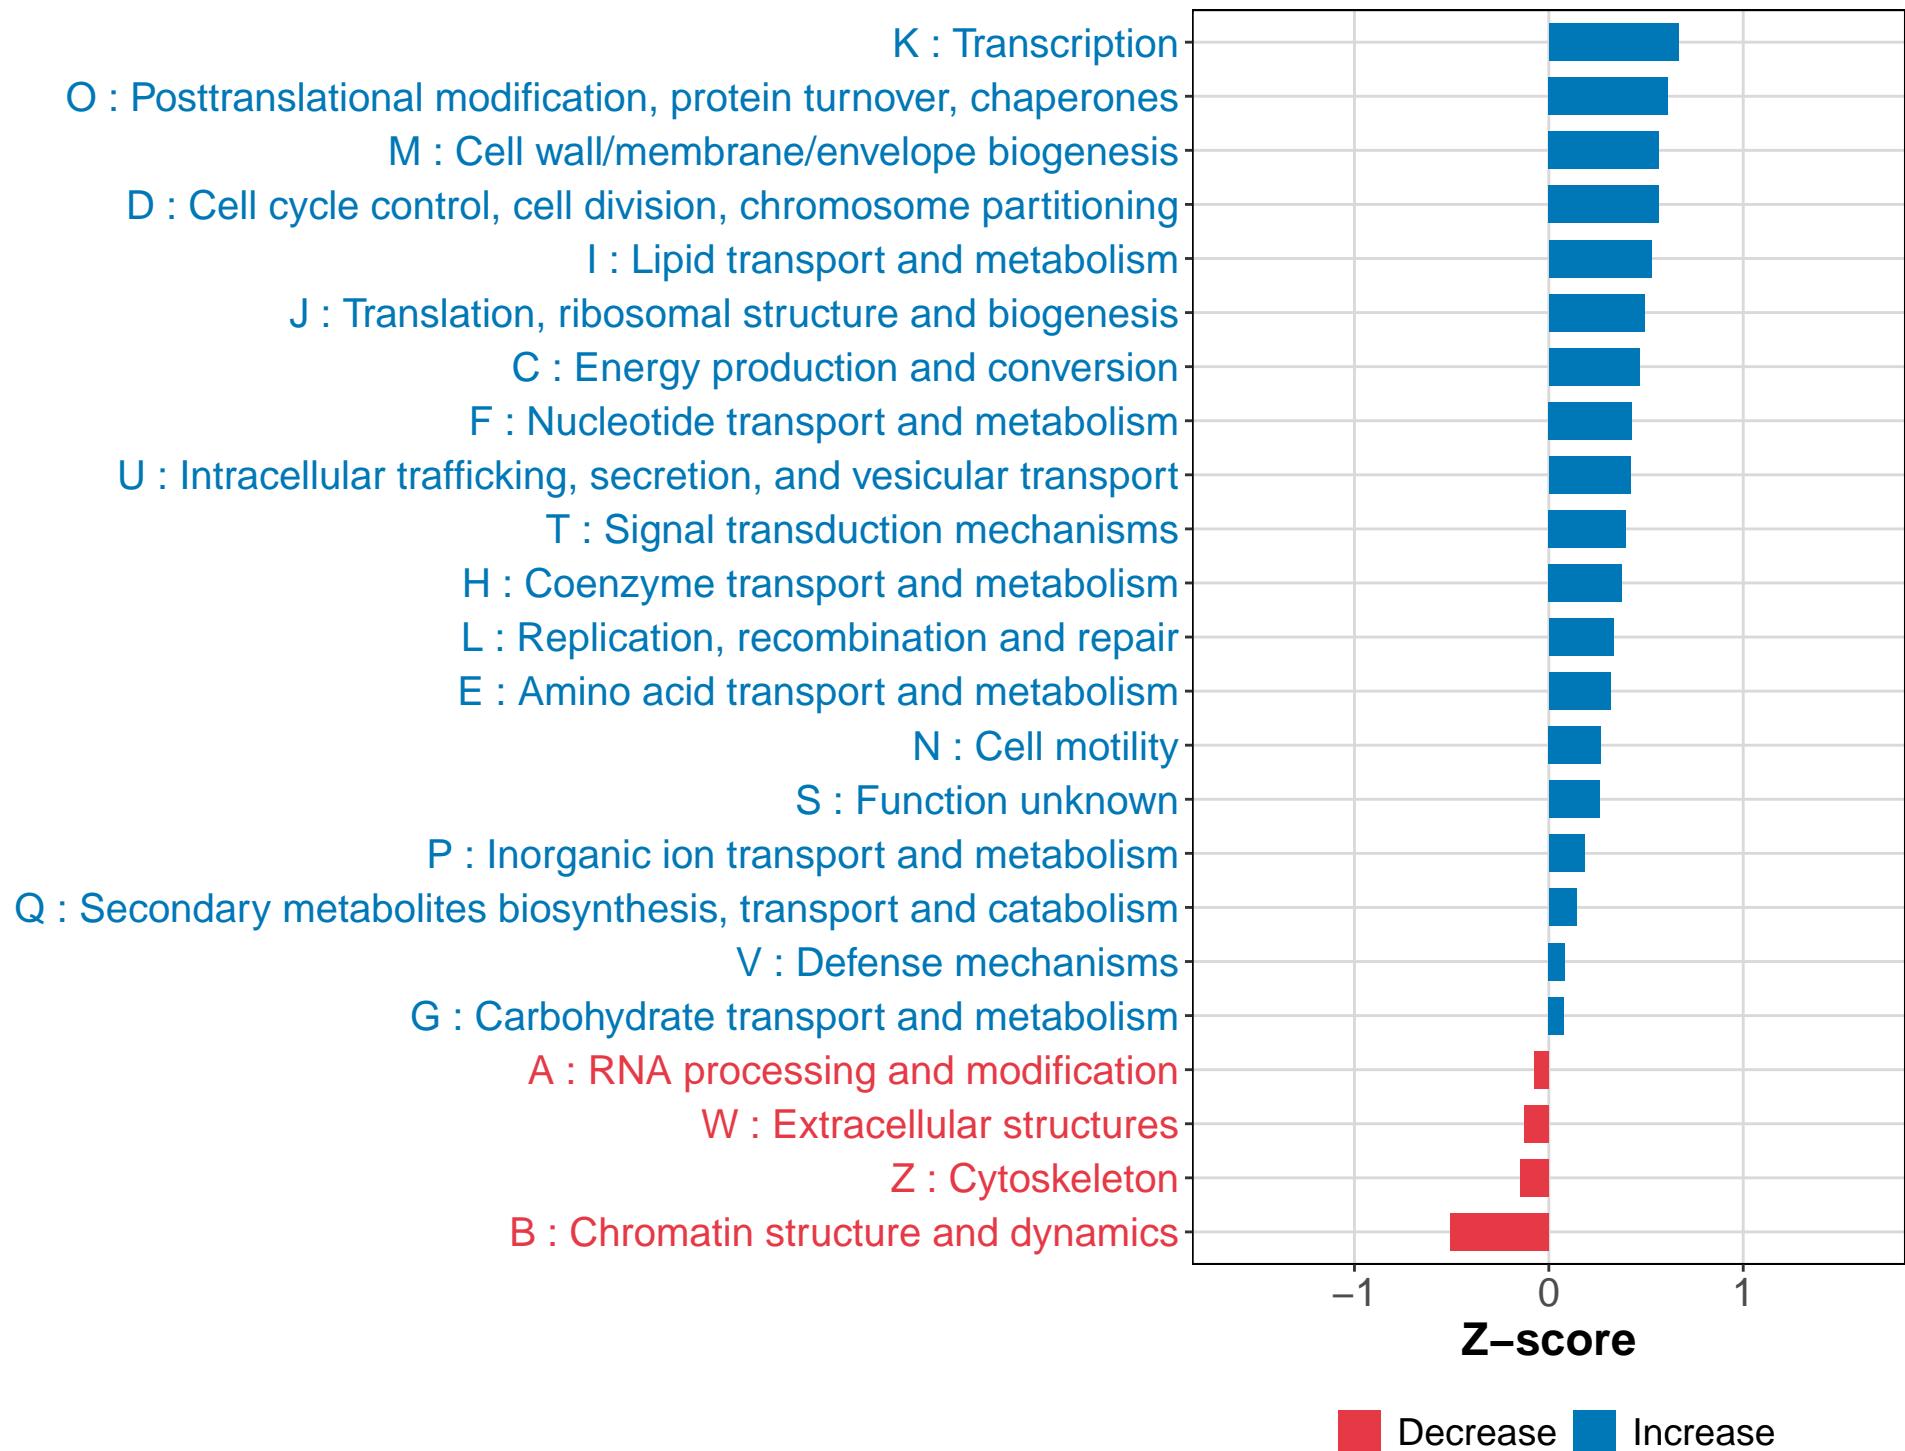 K : Transcription
O : Posttranslational modification, protein turnover, chaperones
M : Cell wall/membrane/envelope biogenesis
D : Cell cycle control, cell division, chromosome partitioning
I : Lipid transport and metabolism
J : Translation, ribosomal structure and biogenesis
C : Energy production and conversion
F : Nucleotide transport and metabolism
U : Intracellular trafficking, secretion, and vesicular transport
T : Signal transduction mechanisms
H : Coenzyme transport and metabolism
L : Replication, recombination and repair
E : Amino acid transport and metabolism
N : Cell motility
S : Function unknown
P : Inorganic ion transport and metabolism
Q : Secondary metabolites biosynthesis, transport and catabolism
V : Defense mechanisms
G : Carbohydrate transport and metabolism
A : RNA processing and modification
W : Extracellular structures
Z : Cytoskeleton
B : Chromatin structure and dynamics
−1 0 1
Z−score
Decrease Increase